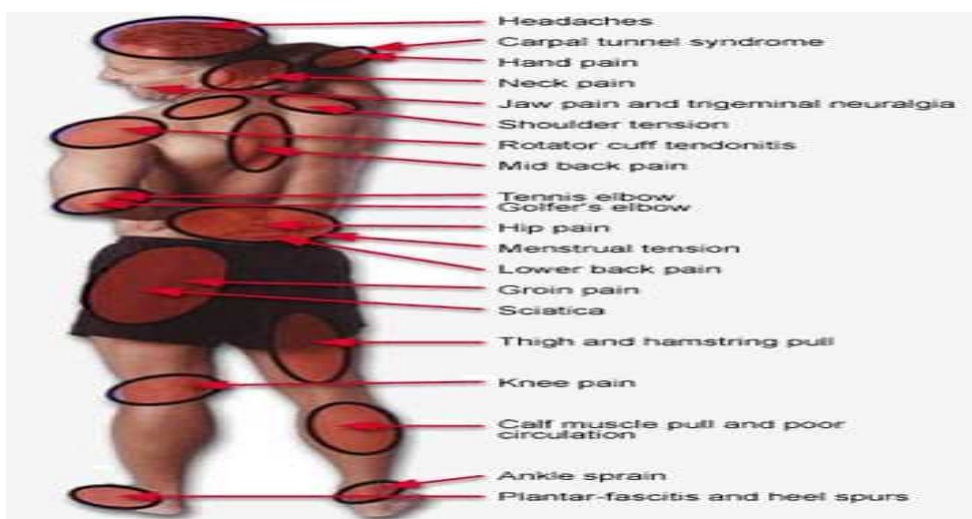 Headaches
Carpal tunnel syndrome
Hand pain
Neck pain
Jaw pain and trigeminal neuralgia
Shoulder tension
Rotator cuff tendonitis
Mid back pain
Tennis elbow
Golfer's elbow
Hip pain
Menstrual tension
Lower back pain
Groin pain
Sciatica
Thigh and hamstring pull
Knee pain
Calf muscle pull and poor
circulation
Ankle sprain
Plantar-fascitis and heel spurs